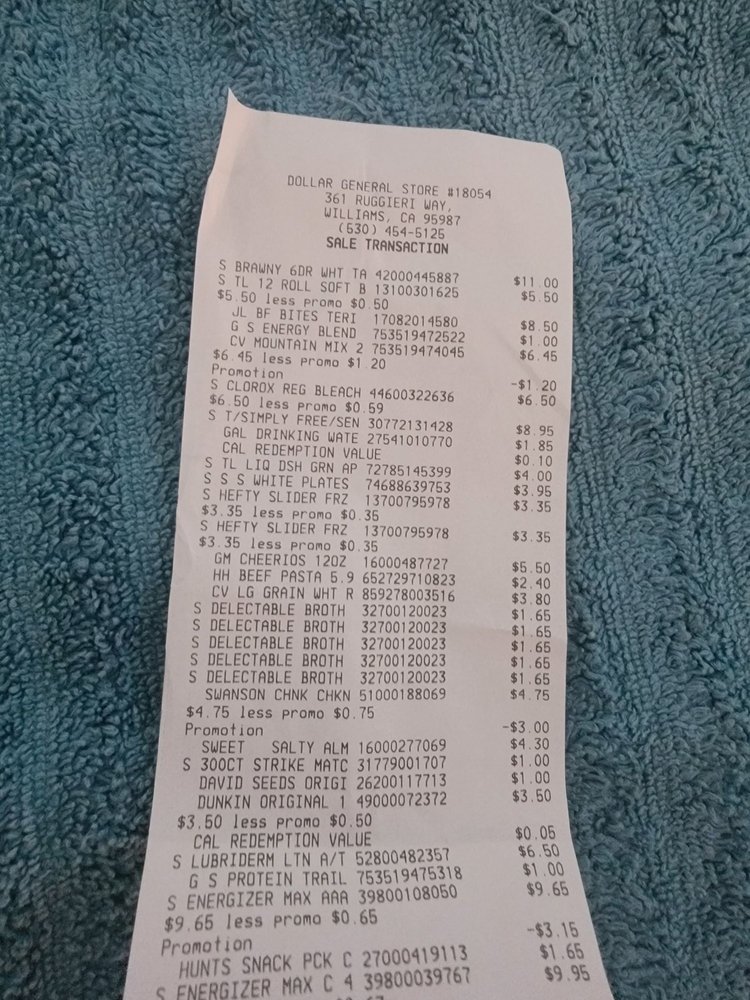 DOLLAR GENERAL STORE #18054
361 RUGGIERI WAY,
WILLIAMS, CA 95987
(530) 454-5125
SALE TRANSACTION
S BRAWNY 6DR WHT TA 42000445887 $11.00
S TL 12 ROLL SOFT B 13100301625 $5.50
$5.50 less promo $0.50
JL BF BITES TERI 17082014580 $8.50
G S ENERGY BLEND 753519472522 $1.00
CV MOUNTAIN MIX 2 753519474045 $6.45
$6.45 less promo $1.20
Promotion -$1.20
S CLOROX REG BLEACH 44600322636 $6.50
$6.50 less promo $0.59
S T/SIMPLY FREE/SEN 30772131428 $8.95
GAL DRINKING WATE 27541010770 $1.85
CAL REDEMPTION VALUE $0.10
S TL LIQ DSH GRN AP 72785145399 $4.00
S S S WHITE PLATES 74688639753 $3.95
S HEFTY SLIDER FRZ 13700795978 $3.35
$3.35 less promo $0.35
S HEFTY SLIDER FRZ 13700795978 $3.35
$3.35 less promo $0.35
GM CHEERIOS 12OZ 16000487727 $5.50
HH BEEF PASTA 5.9 652729710823 $2.40
CV LG GRAIN WHT R 859278003516 $3.80
S DELECTABLE BROTH 32700120023 $1.65
S DELECTABLE BROTH 32700120023 $1.65
S DELECTABLE BROTH 32700120023 $1.65
S DELECTABLE BROTH 32700120023 $1.65
S DELECTABLE BROTH 32700120023 $1.65
SWANSON CHNK CHKN 51000188069 $4.75
$4.75 less promo $0.75
Promotion -$3.00
SWEET SALTY ALM 16000277069 $4.30
S 300CT STRIKE MATC 31779001707 $1.00
DAVID SEEDS ORIGI 26200117713 $1.00
DUNKIN ORIGINAL 1 49000072372 $3.50
$3.50 less promo $0.50
CAL REDEMPTION VALUE $0.05
S LUBRIDERM LTN A/T 52800482357 $6.50
G S PROTEIN TRAIL 753519475318 $1.00
S ENERGIZER MAX AAA 39800108050 $9.65
$9.65 less promo $0.65
Promotion -$3.15
HUNTS SNACK PCK C 27000419113 $1.65
S ENERGIZER MAX C 4 39800039767 $9.95